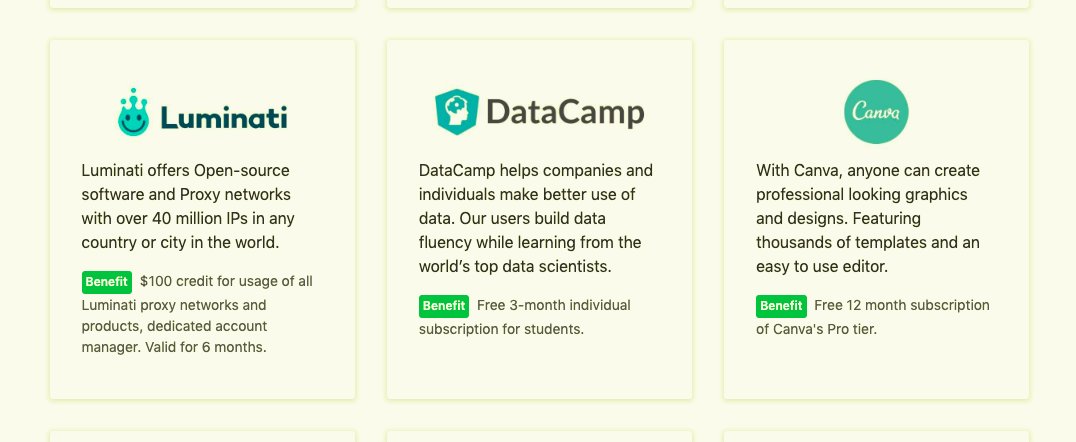 Luminati
Luminati offers Open-source
software and Proxy networks
with over 40 million IPs in any
country or city in the world.
Benefit $100 credit for usage of all
Luminati proxy networks and
products, dedicated account
manager. Valid for 6 months.
DataCamp
DataCamp helps companies and
individuals make better use of
data. Our users build data
fluency while learning from the
world’s top data scientists.
Benefit Free 3-month individual
subscription for students.
Canva
With Canva, anyone can create
professional looking graphics
and designs. Featuring
thousands of templates and an
easy to use editor.
Benefit Free 12 month subscription
of Canva's Pro tier.